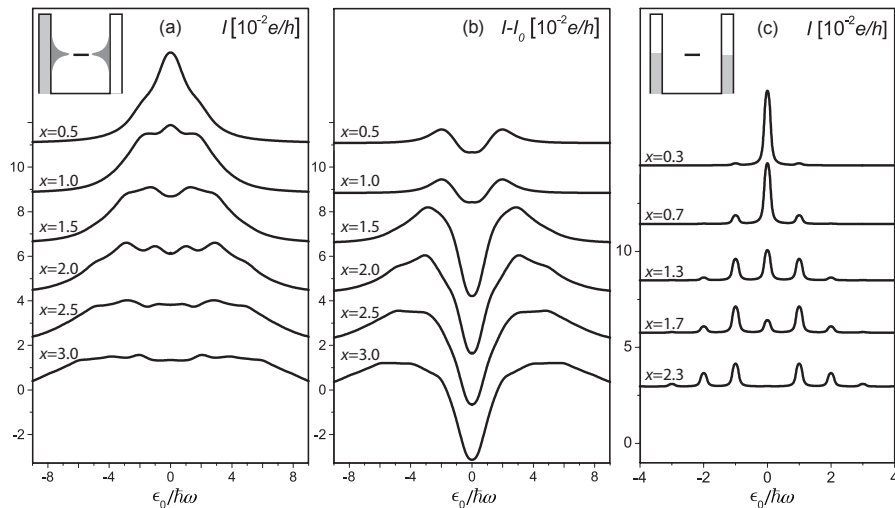 (a) I [10⁻²e/h]
x=0.5
x=1.0
x=1.5
x=2.0
x=2.5
x=3.0
10
8
6
4
2
0
-2
-8 -4 0 4 8
ϵ₀/ℏω
(b) I-I₀ [10⁻²e/h]
x=0.5
x=1.0
x=1.5
x=2.0
x=2.5
x=3.0
10
8
6
4
2
0
-2
-8 -4 0 4 8
ϵ₀/ℏω
(c) I [10⁻²e/h]
x=0.3
x=0.7
x=1.3
x=1.7
x=2.3
10
5
0
-4 -2 0 2 4
ϵ₀/ℏω